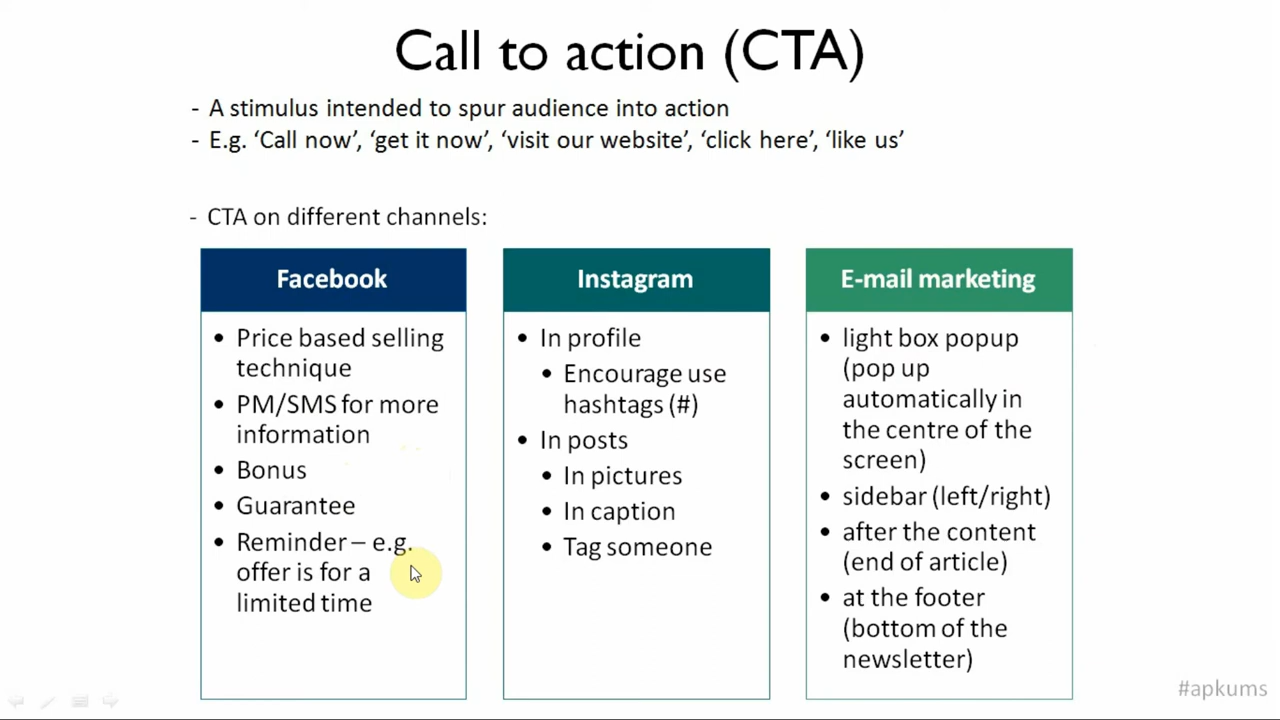 Call to action (CTA)
- A stimulus intended to spur audience into action
- E.g. ‘Call now’, ‘get it now’, ‘visit our website’, ‘click here’, ‘like us’
- CTA on different channels:
Facebook
• Price based selling
technique
• PM/SMS for more
information
• Bonus
• Guarantee
• Reminder – e.g.
offer is for a
limited time
Instagram
• In profile
• Encourage use
hashtags (#)
• In posts
• In pictures
• In caption
• Tag someone
E-mail marketing
• light box popup
(pop up
automatically in
the centre of the
screen)
• sidebar (left/right)
• after the content
(end of article)
• at the footer
(bottom of the
newsletter)
#apkums